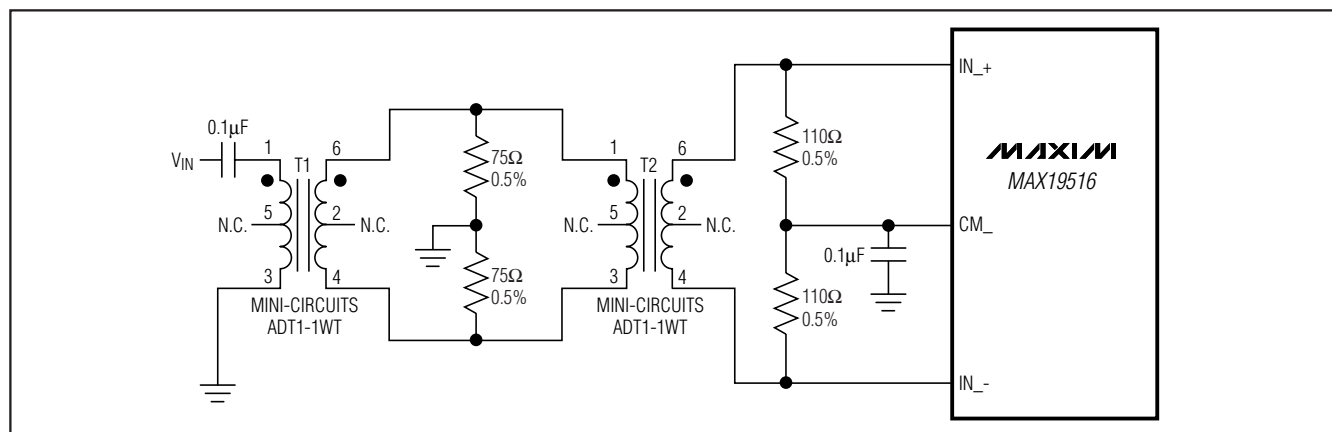 0.1µF
VIN
1
T1
6
5
N.C.
2
N.C.
3
4
MINI-CIRCUITS
ADT1-1WT
75Ω
0.5%
75Ω
0.5%
1
T2
6
5
N.C.
2
N.C.
3
4
MINI-CIRCUITS
ADT1-1WT
110Ω
0.5%
110Ω
0.5%
0.1µF
IN_+
MAXIM
MAX19516
CM_
IN_-